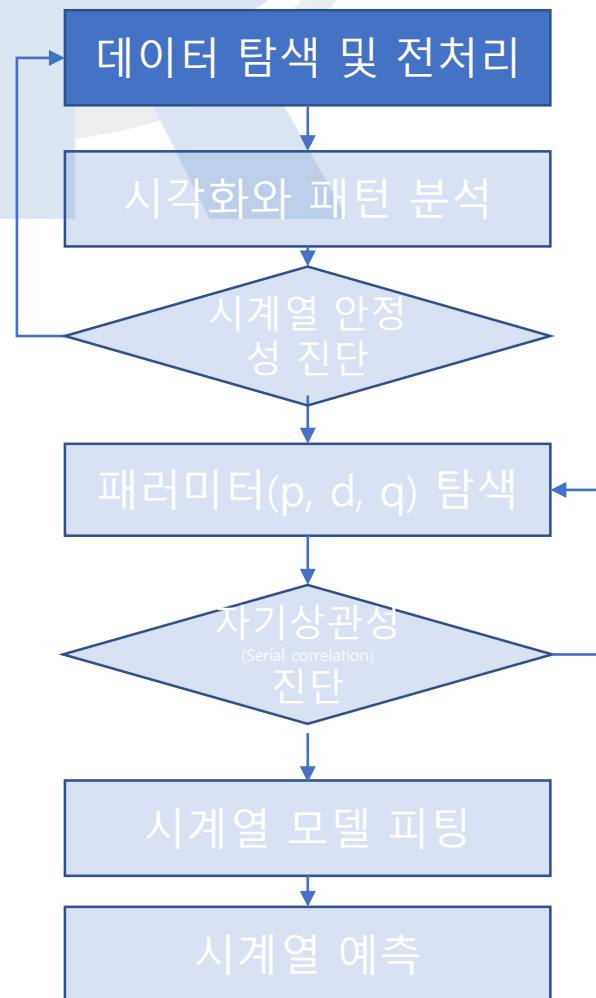 데이터 탐색 및 전처리
시각화와 패턴 분석
시계열 안정
성 진단
패러미터(p, d, q) 탐색
자기상관성
(Serial correlation)
진단
시계열 모델 피팅
시계열 예측